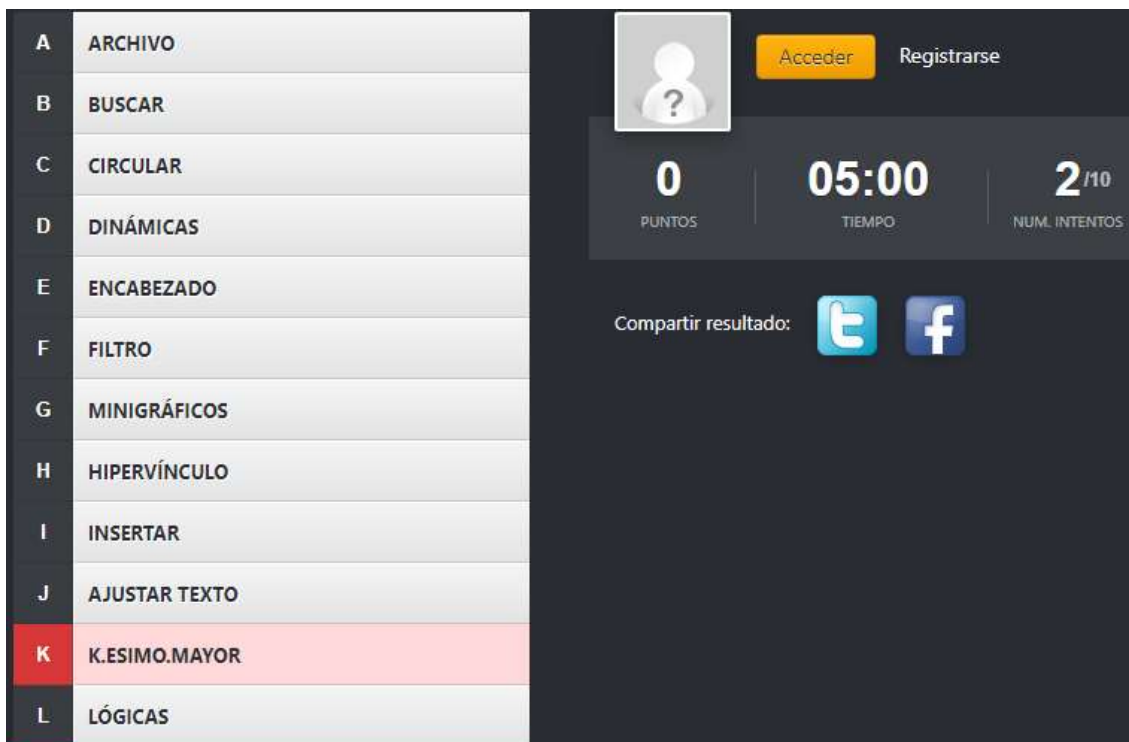 A ARCHIVO
B BUSCAR
C CIRCULAR
D DINÁMICAS
E ENCABEZADO
F FILTRO
G MINIGRÁFICOS
H HIPERVÍNCULO
I INSERTAR
J AJUSTAR TEXTO
K K.ESIMO.MAYOR
L LÓGICAS
?
Acceder Registrarse
0 05:00 2/10
PUNTOS TIEMPO NUM. INTENTOS
Compartir resultado: t f